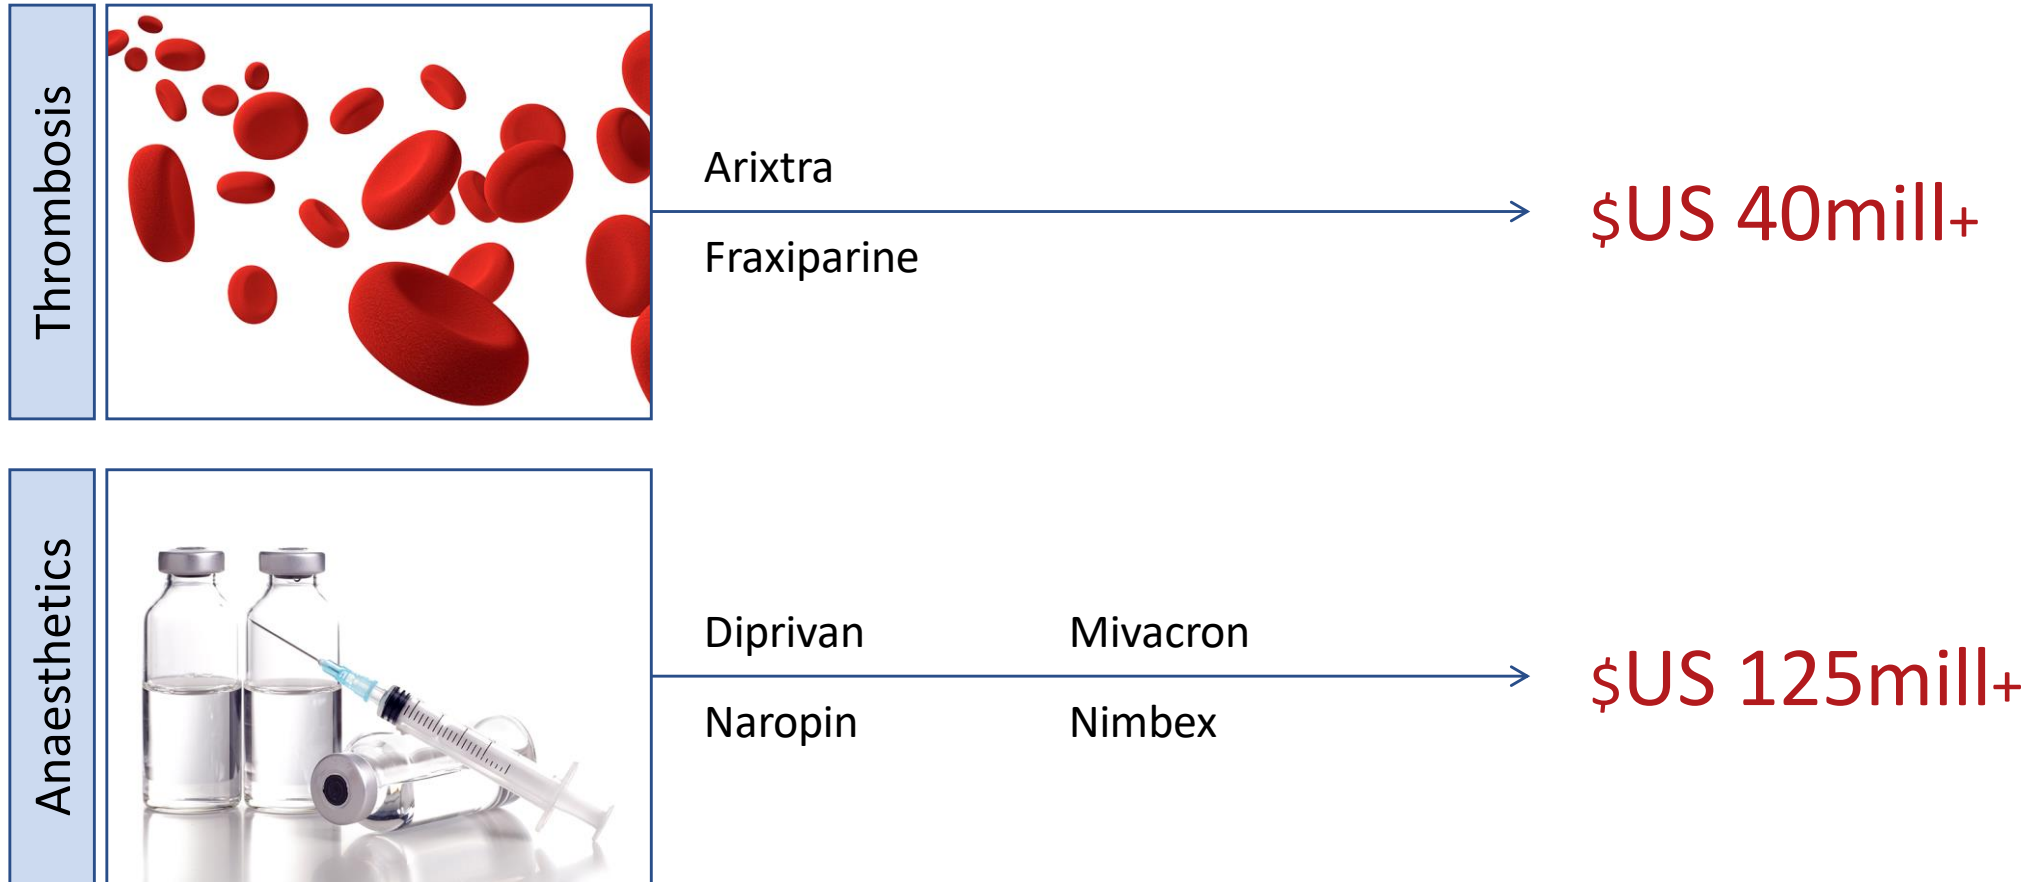 Thrombosis
Arixtra
Fraxiparine
$US 40mill+
Anaesthetics
Diprivan Mivacron
Naropin Nimbex
$US 125mill+